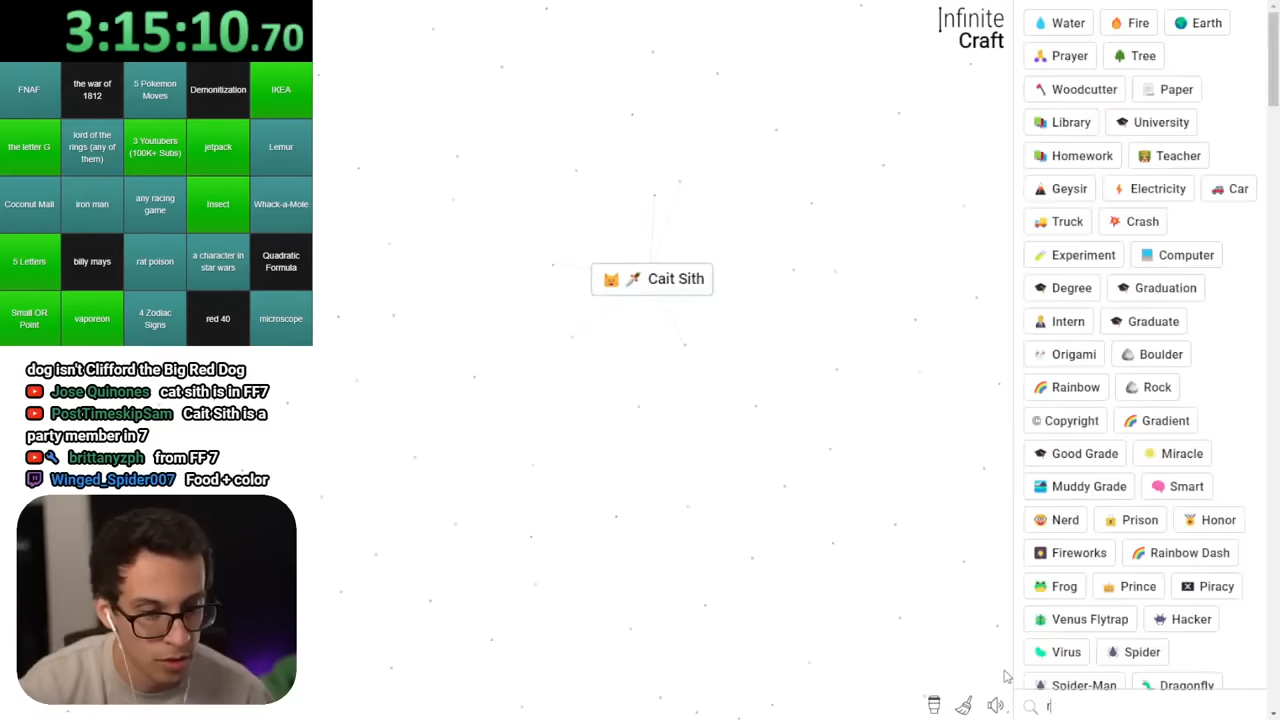 3:15:10.70
FNAF
the war of
1812
5 Pokemon
Moves
Demonitization
IKEA
the letter G
lord of the
rings (any of
them)
3 Youtubers
(100K+ Subs)
jetpack
Lemur
Coconut Mall
iron man
any racing
game
Insect
Whack-a-Mole
5 Letters
billy mays
rat poison
a character in
star wars
Quadratic
Formula
Small OR
Point
vaporeon
4 Zodiac
Signs
red 40
microscope
dog isn't Clifford the Big Red Dog
Jose Quinones cat sith is in FF7
PostTimeskipSam Cait Sith is a
party member in 7
brittanyzph from FF 7
Winged_Spider007 Food + color
Cait Sith
Infinite
Craft
Water Fire Earth
Prayer Tree
Woodcutter Paper
Library University
Homework Teacher
Geysir Electricity Car
Truck Crash
Experiment Computer
Degree Graduation
Intern Graduate
Origami Boulder
Rainbow Rock
© Copyright Gradient
Good Grade Miracle
Muddy Grade Smart
Nerd Prison Honor
Fireworks Rainbow Dash
Frog Prince Piracy
Venus Flytrap Hacker
Virus Spider
Spider-Man Dragonfly
r